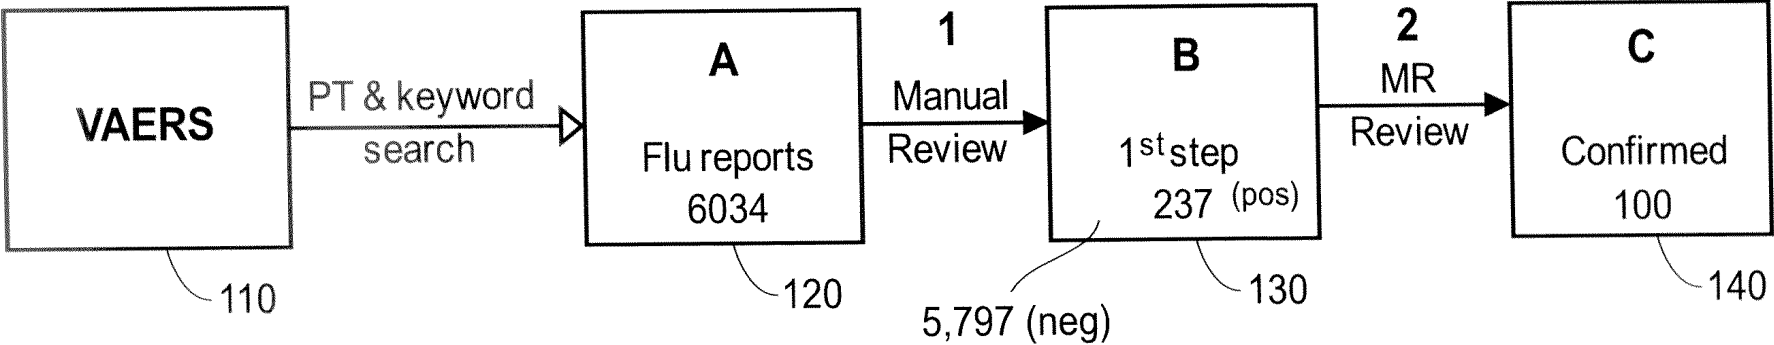 VAERS
110
PT & keyword
search
A
Flu reports
6034
120
1
Manual
Review
B
1st step
237 (pos)
5,797 (neg)
130
2
MR
Review
C
Confirmed
100
140